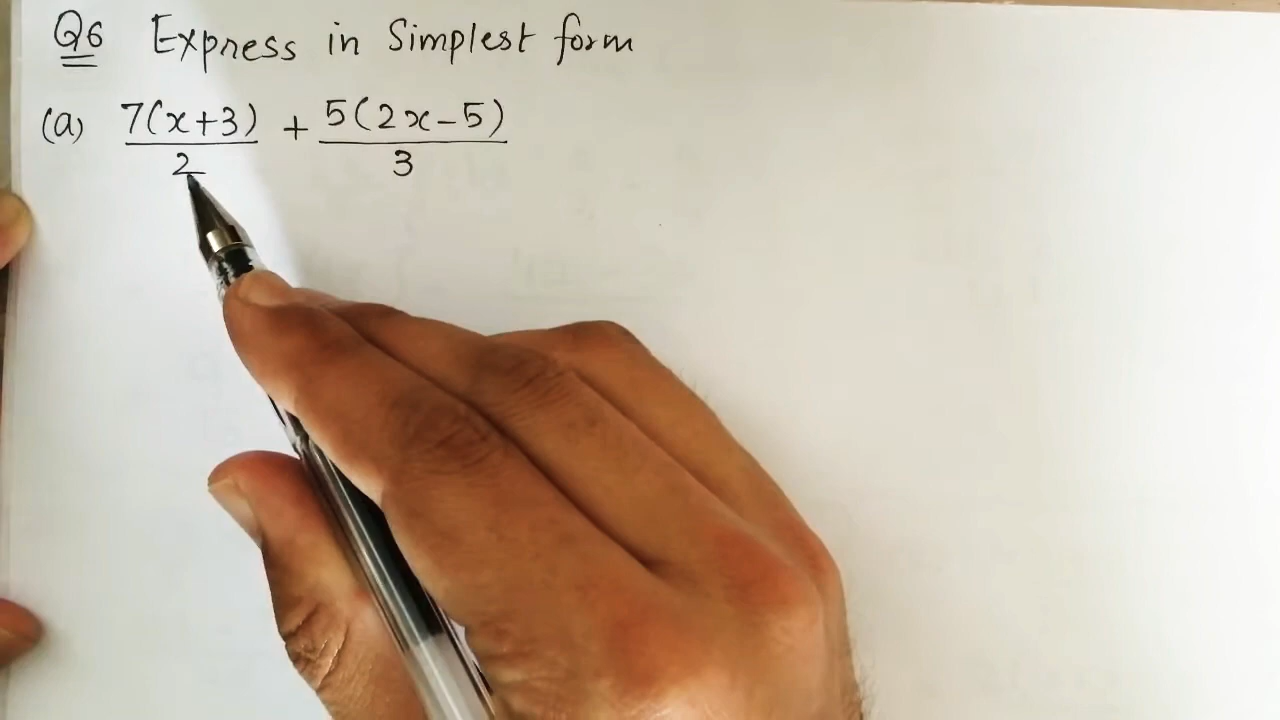 Q6 Express in Simplest form
(a) 7(x+3)/2 + 5(2x-5)/3